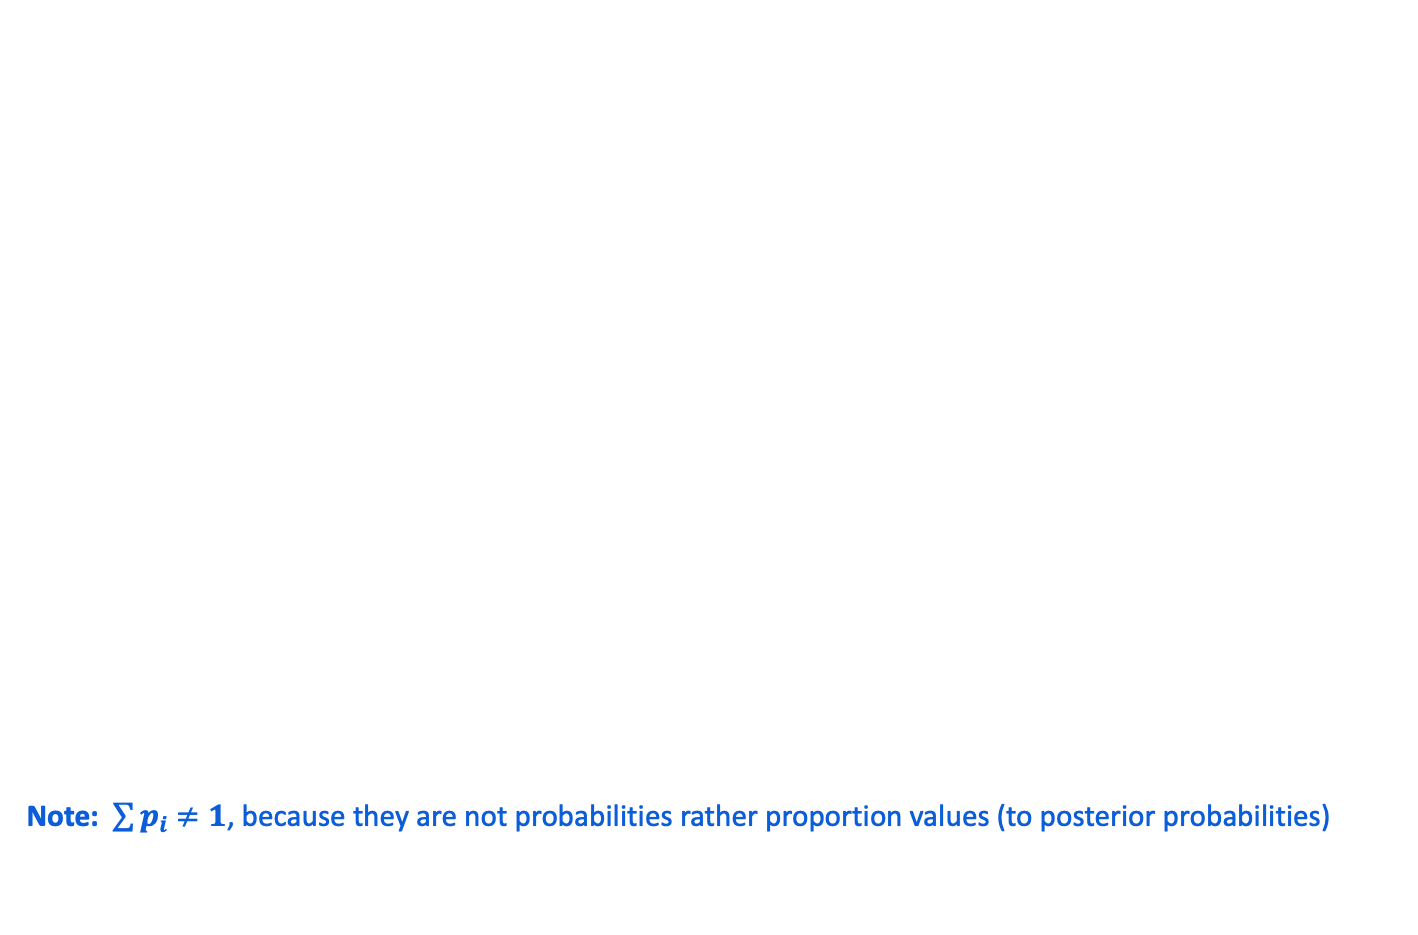 Note: ∑ pᵢ ≠ 1, because they are not probabilities rather proportion values (to posterior probabilities)